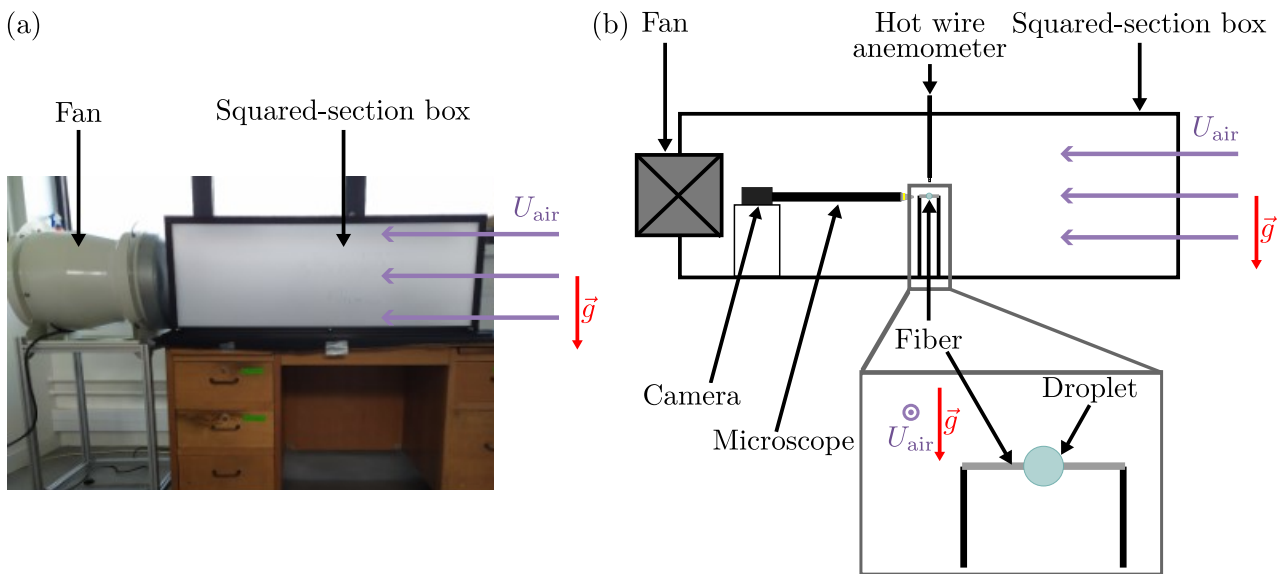 (a)
Fan
Squared-section box
U_air
g⃗
(b)
Fan
Hot wire
anemometer
Squared-section box
U_air
g⃗
Fiber
Camera
Microscope
Droplet
U_air
g⃗